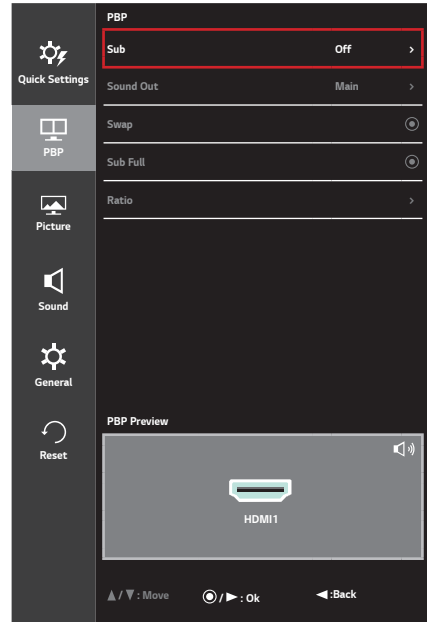 PBP
Sub Off >
Quick Settings
Sound Out Main >
Swap
PBP
Sub Full
Ratio >
Picture
Sound
General
PBP Preview
Reset
HDMI1
▲/▼: Move ◉/►: Ok ◄:Back